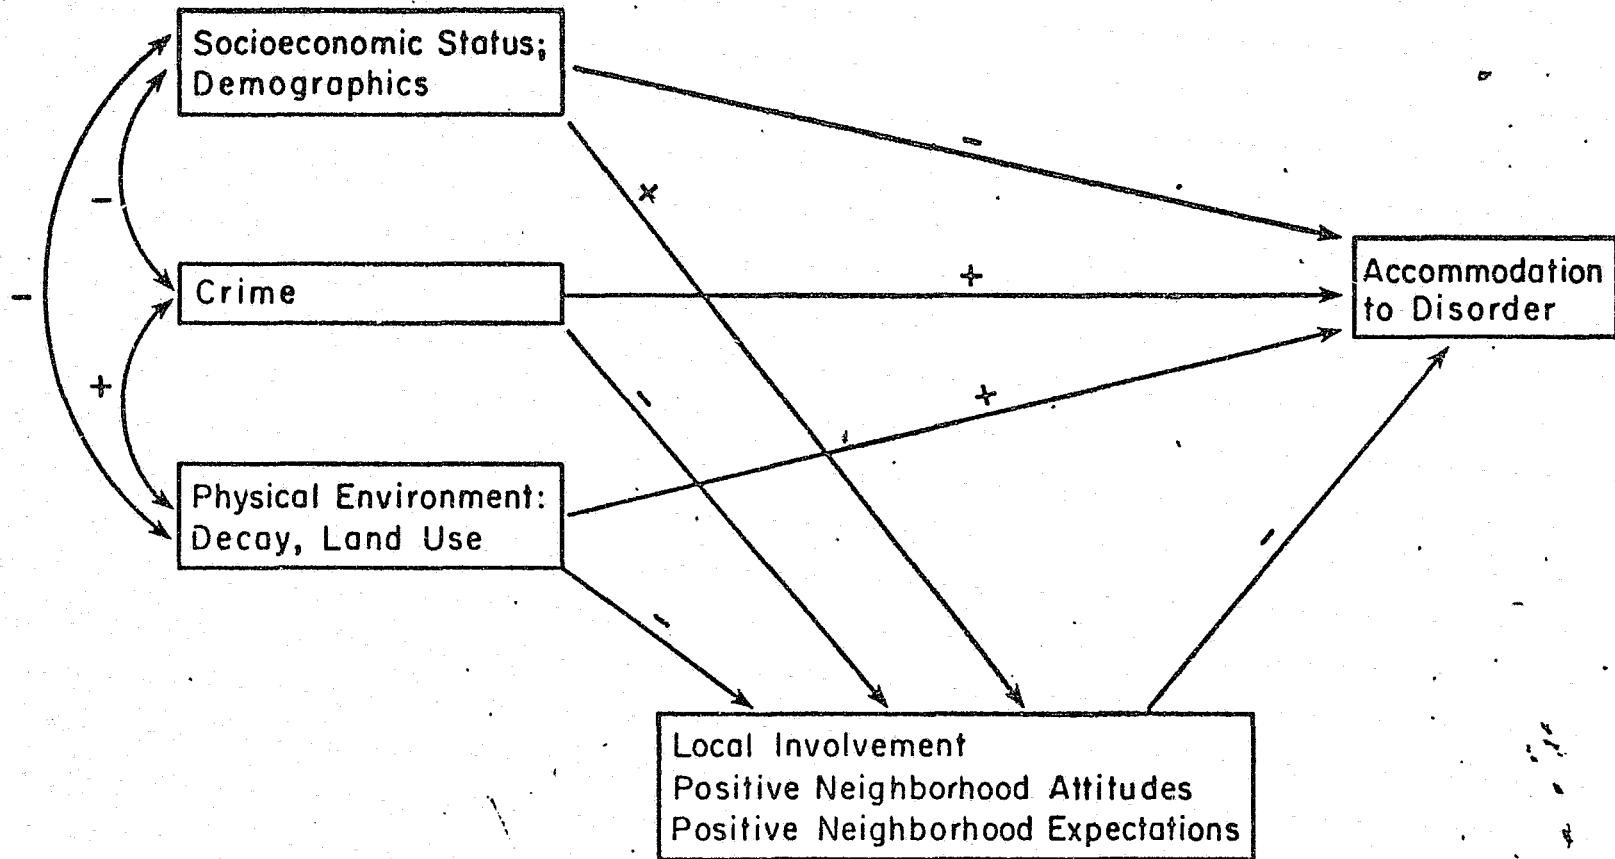 Socioeconomic Status;
Demographics
-
×
-
Crime
+
Accommodation
to Disorder
-
+
-
+
Physical Environment:
Decay, Land Use
-
-
Local Involvement
Positive Neighborhood Attitudes
Positive Neighborhood Expectations